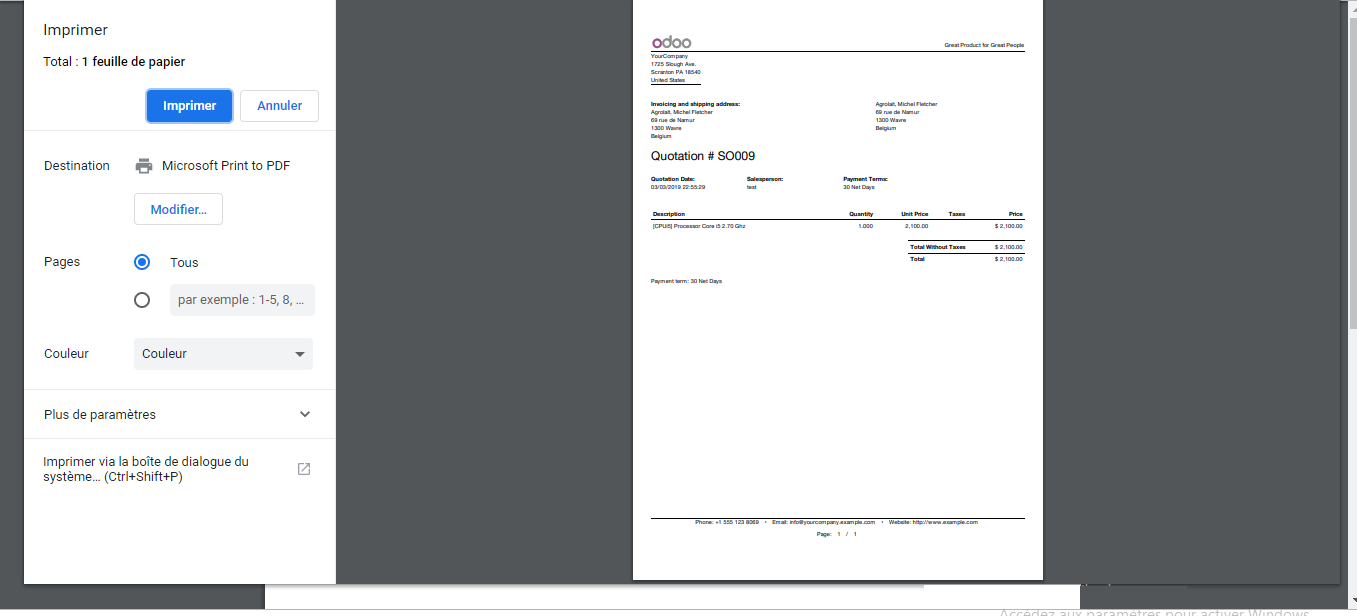 Imprimer
Total : 1 feuille de papier
Imprimer Annuler
Destination Microsoft Print to PDF
Modifier...
Pages Tous
par exemple : 1-5, 8, ...
Couleur Couleur
Plus de paramètres
Imprimer via la boîte de dialogue du
système... (Ctrl+Shift+P)
odoo
Great Product for Great People
YourCompany
1725 Slough Ave.
Scranton PA 18540
United States
Invoicing and shipping address:
Agrolait, Michel Fletcher
69 rue de Namur
1300 Wavre
Belgium
Agrolait, Michel Fletcher
69 rue de Namur
1300 Wavre
Belgium
Quotation # SO009
Quotation Date: Salesperson: Payment Terms:
03/03/2019 22:55:29 test 30 Net Days
Description Quantity Unit Price Taxes Price
[CPUi5] Processor Core i5 2.70 Ghz 1.000 2,100.00 $ 2,100.00
Total Without Taxes $ 2,100.00
Total $ 2,100.00
Payment term: 30 Net Days
Phone: +1 555 123 8069 • Email: info@yourcompany.example.com • Website: http://www.example.com
Page: 1 / 1
Accédez aux paramètres pour activer Windows.